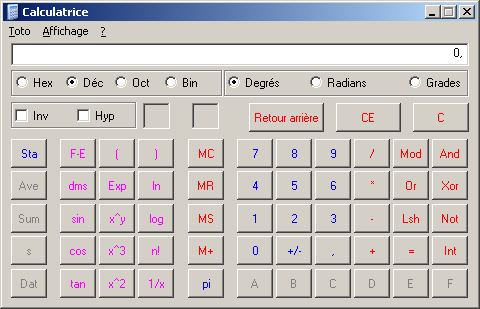 Calculatrice
Toto Affichage ?
0,
Hex Déc Oct Bin Degrés Radians Grades
Inv Hyp Retour arrière CE C
Sta F-E ( ) MC 7 8 9 / Mod And
Ave dms Exp ln MR 4 5 6 * Or Xor
Sum sin x^y log MS 1 2 3 - Lsh Not
s cos x^3 n! M+ 0 +/- , + = Int
Dat tan x^2 1/x pi A B C D E F